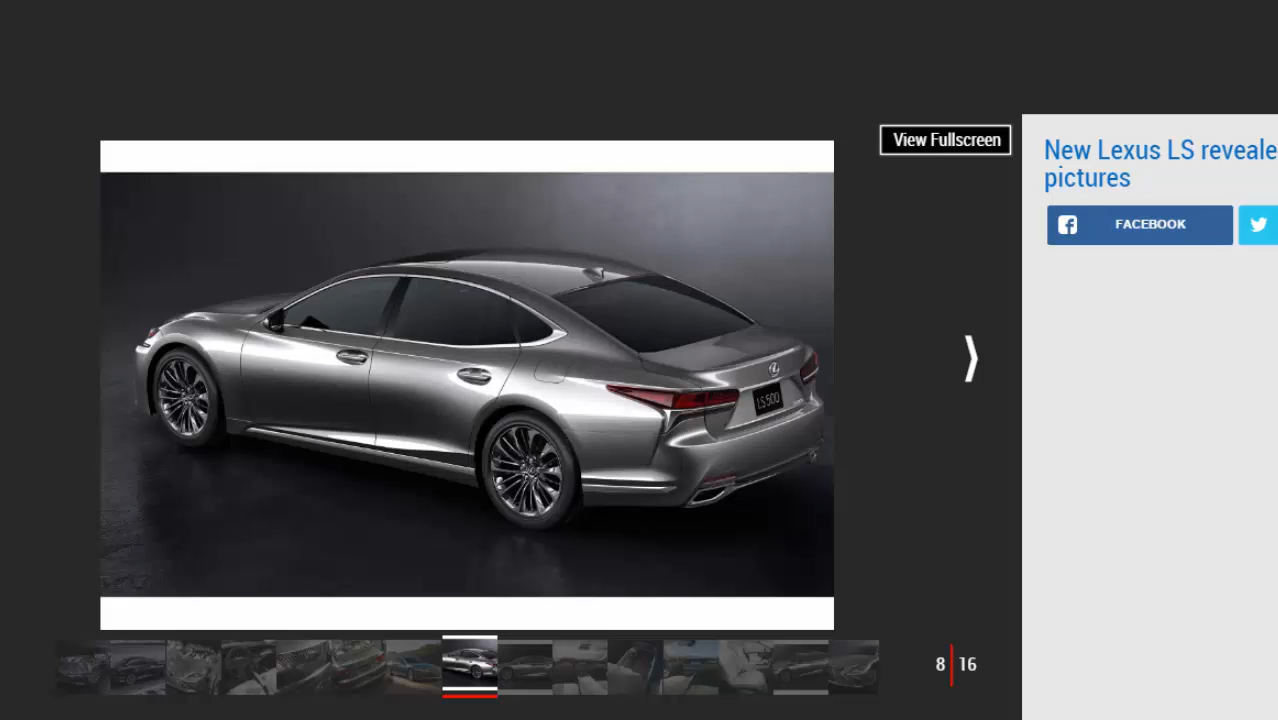 View Fullscreen
New Lexus LS reveale
pictures
FACEBOOK
LS500
8 16